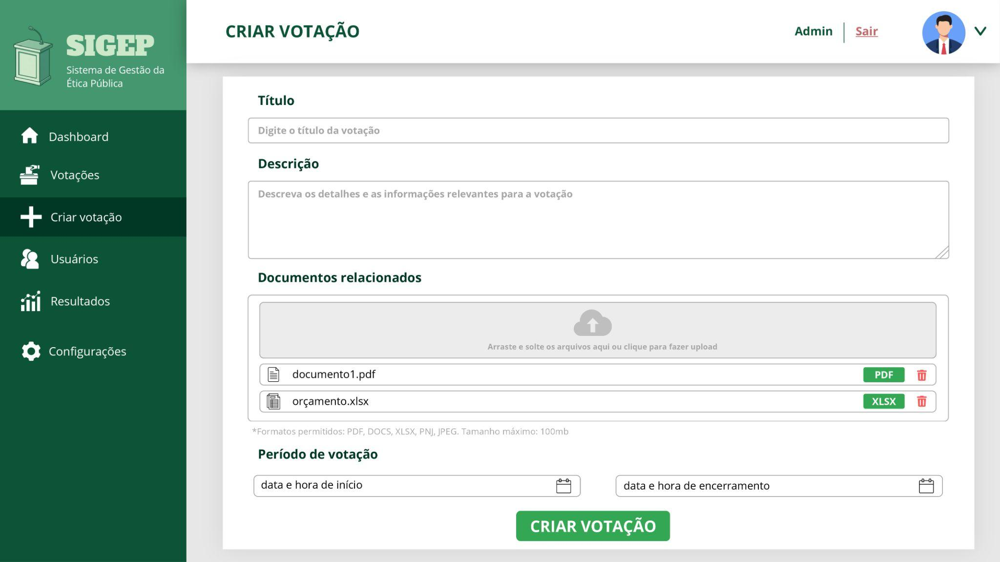 SIGEP
Sistema de Gestão da
Ética Pública
Dashboard
Votações
Criar votação
Usuários
Resultados
Configurações
CRIAR VOTAÇÃO
Admin
Sair
Título
Digite o título da votação
Descrição
Descreva os detalhes e as informações relevantes para a votação
Documentos relacionados
Arraste e solte os arquivos aqui ou clique para fazer upload
documento1.pdf PDF
orçamento.xlsx XLSX
*Formatos permitidos: PDF, DOCS, XLSX, PNJ, JPEG. Tamanho máximo: 100mb
Período de votação
data e hora de início
data e hora de encerramento
CRIAR VOTAÇÃO